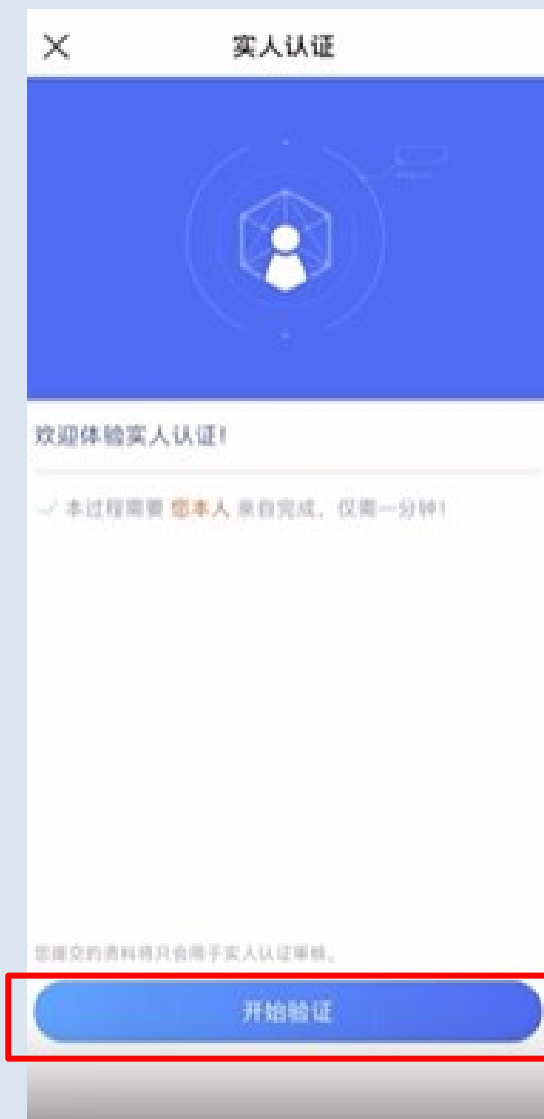 实人认证
欢迎体验实人认证!
本过程需要 您本人 亲自完成，仅需一分钟!
您提交的资料将只会用于实人认证审核。
开始验证